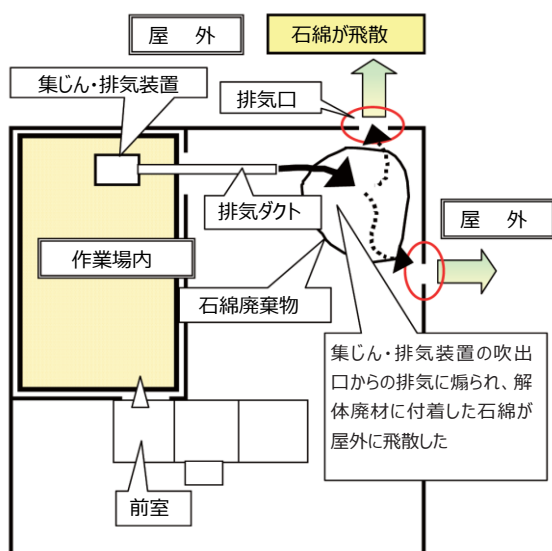 屋　外
石綿が飛散
集じん・排気装置
排気口
排気ダクト
屋　外
作業場内
石綿廃棄物
集じん・排気装置の吹出
口からの排気に煽られ、解
体廃材に付着した石綿が
屋外に飛散した
前室